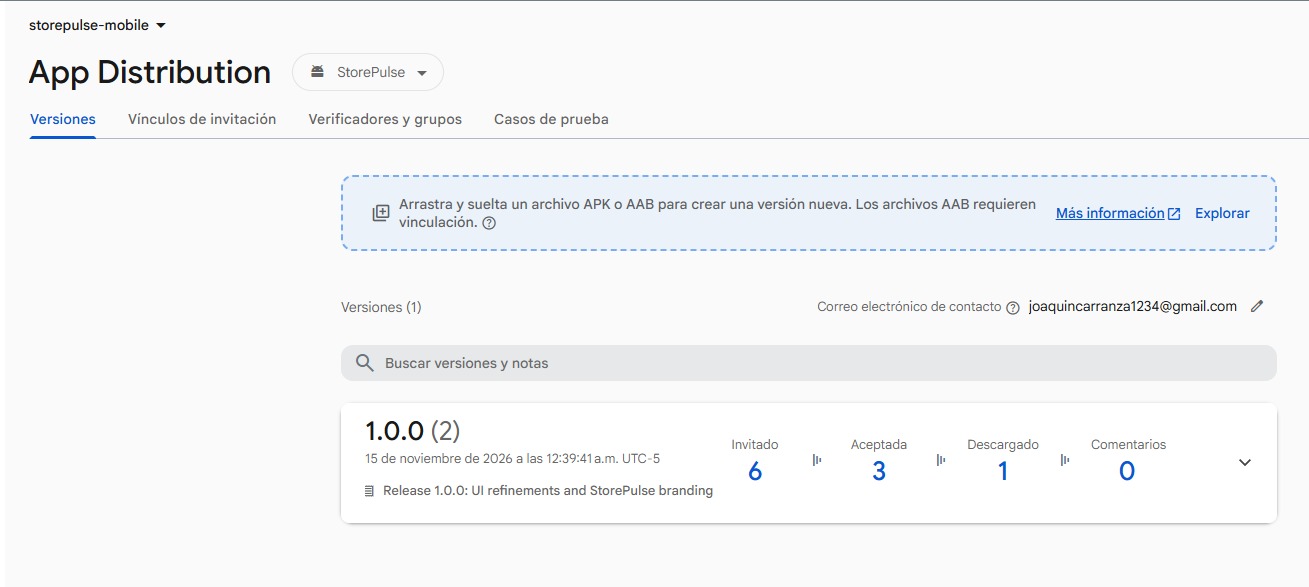 storepulse-mobile
App Distribution
StorePulse
Versiones
Vínculos de invitación
Verificadores y grupos
Casos de prueba
Arrastra y suelta un archivo APK o AAB para crear una versión nueva. Los archivos AAB requieren
vinculación.
Más información
Explorar
Versiones (1)
Correo electrónico de contacto
joaquincarranza1234@gmail.com
Buscar versiones y notas
1.0.0 (2)
15 de noviembre de 2026 a las 12:39:41 a.m. UTC-5
Release 1.0.0: UI refinements and StorePulse branding
Invitado
6
Aceptada
3
Descargado
1
Comentarios
0